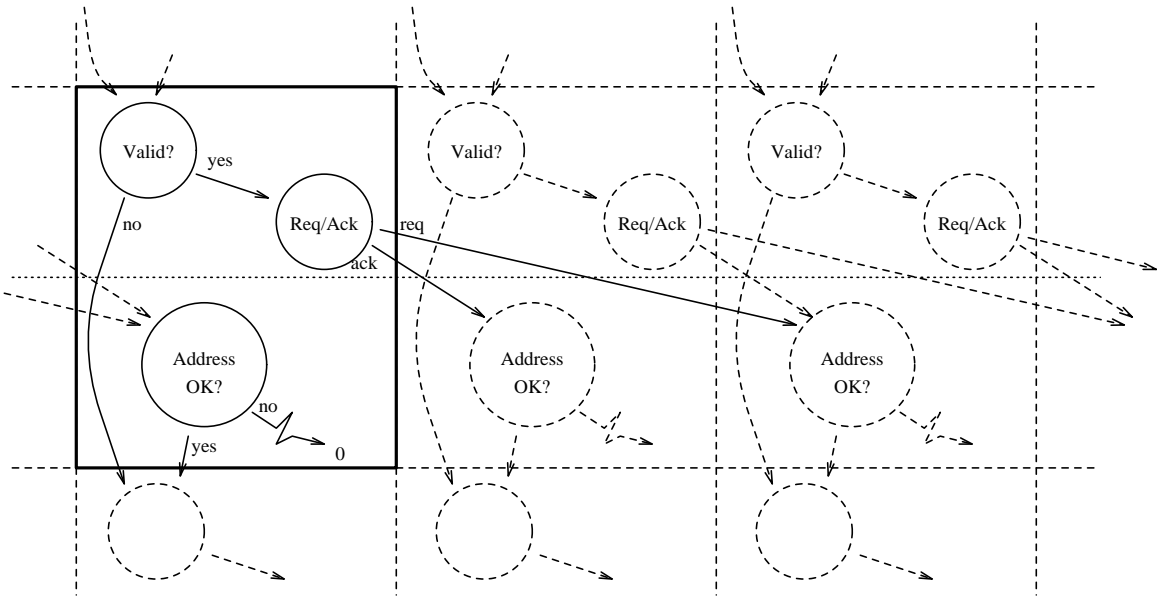 Valid?
yes
Valid?
Valid?
no
Req/Ack
req
Req/Ack
Req/Ack
ack
Address
OK?
Address
OK?
Address
OK?
no
yes
0